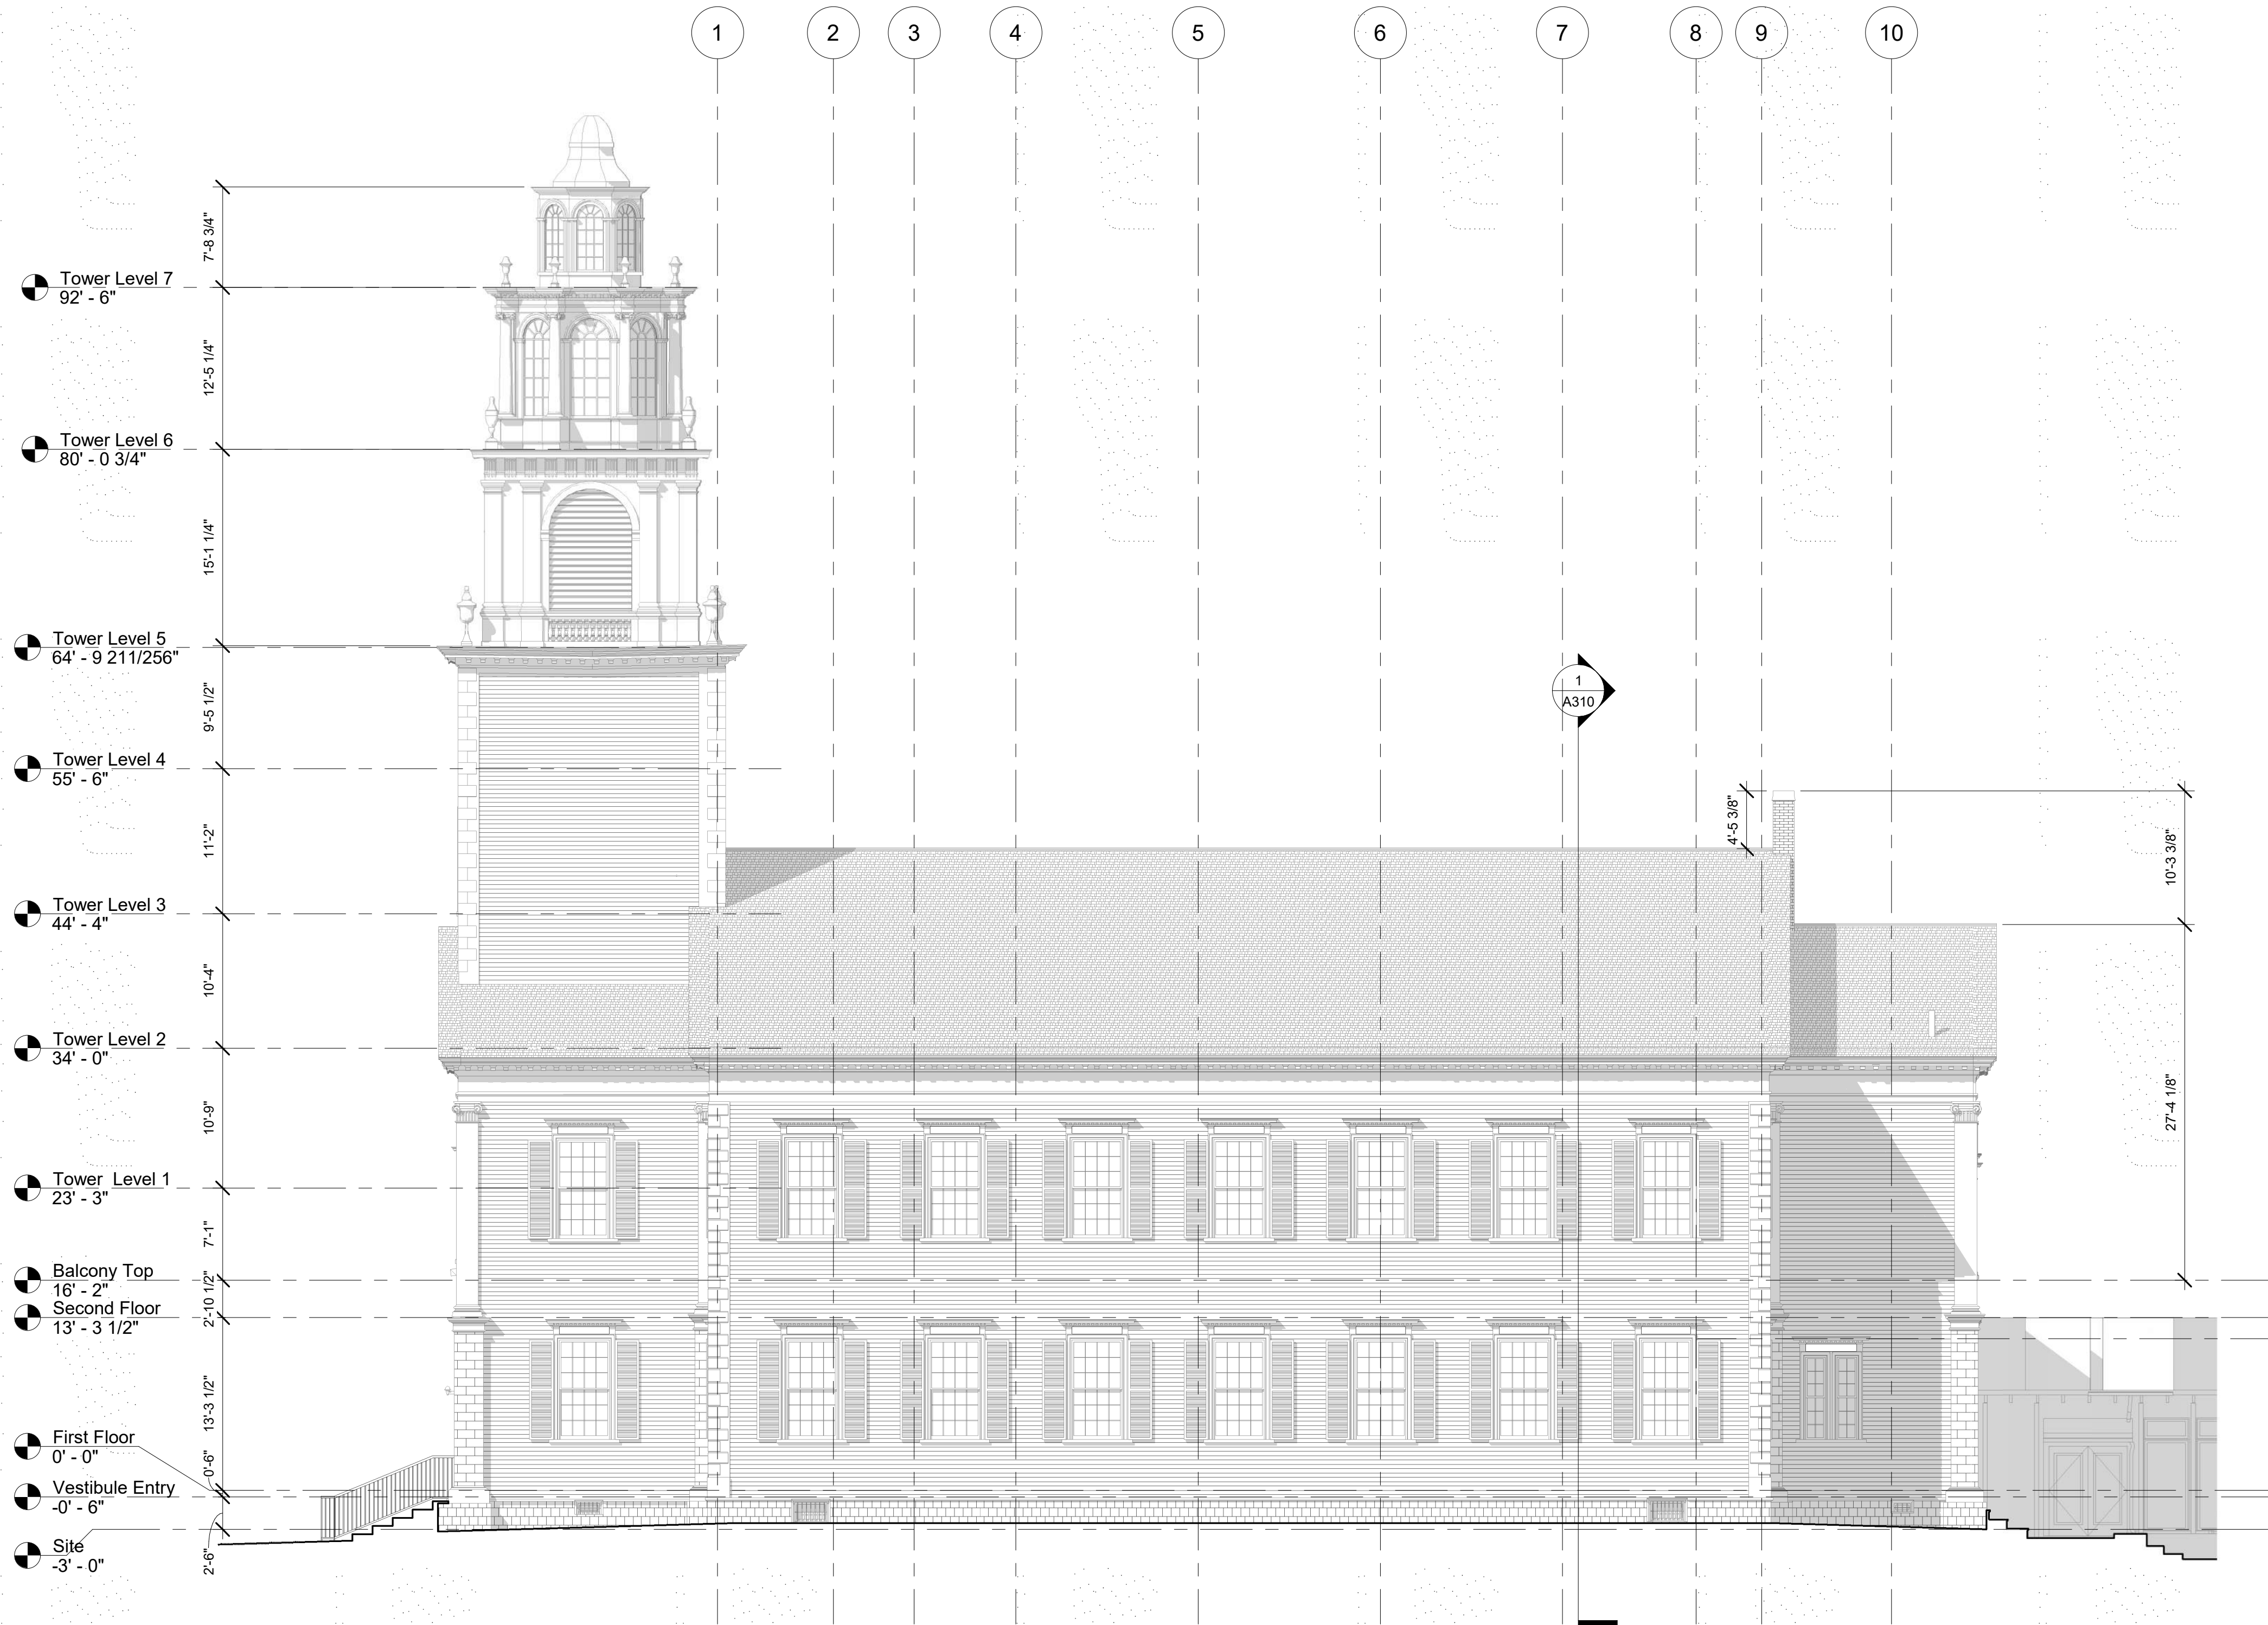 1 2 3 4 5 6 7 8 9 10
7'-8 3/4"
Tower Level 7
92' - 6"
12'-5 1/4"
Tower Level 6
80' - 0 3/4"
15'-1 1/4"
Tower Level 5
64' - 9 211/256"
1
A310
9'-5 1/2"
Tower Level 4
55' - 6"
4'-5 3/8"
11'-2"
10'-3 3/8"
Tower Level 3
44' - 4"
10'-4"
Tower Level 2
34' - 0"
10'-9"
27'-4 1/8"
Tower Level 1
23' - 3"
7'-1"
Balcony Top
16' - 2"
2'-10 1/2"
Second Floor
13' - 3 1/2"
13'-3 1/2"
First Floor
0' - 0"
0'-6"
Vestibule Entry
-0' - 6"
Site
-3' - 0"
2'-6"